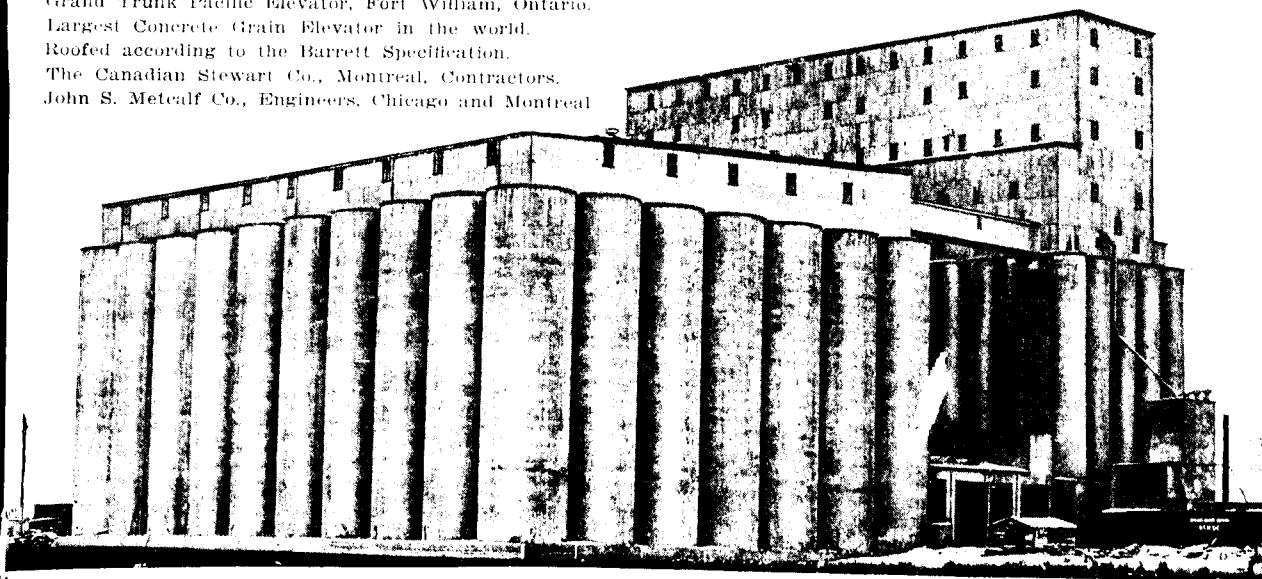 Grand Trunk Pacific Elevator, Fort William, Ontario.
Largest Concrete Grain Elevator in the world.
Roofed according to the Barrett Specification.
The Canadian Stewart Co., Montreal, Contractors.
John S. Metcalf Co., Engineers, Chicago and Montreal